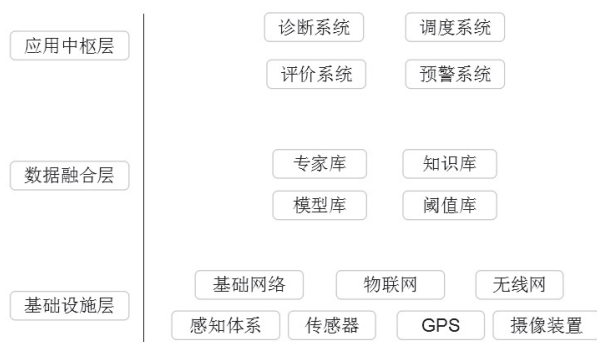 应用中枢层
诊断系统 调度系统
评价系统 预警系统
数据融合层
专家库 知识库
模型库 阈值库
基础设施层
基础网络 物联网 无线网
感知体系 传感器 GPS 摄像装置